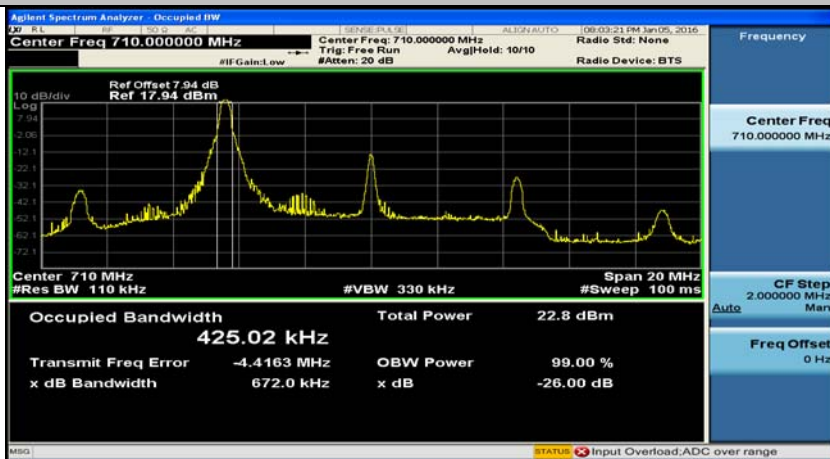 Agilent Spectrum Analyzer - Occupied BW
RL RF 50 Ω AC SENSE:PULSE ALIGN AUTO 08:03:21 PM Jan 05, 2016
Center Freq 710.000000 MHz
Center Freq: 710.000000 MHz
Radio Std: None
Trig: Free Run Avg|Hold: 10/10
#IFGain:Low #Atten: 20 dB Radio Device: BTS
Ref Offset 7.94 dB
10 dB/div Ref 17.94 dBm
Log
7.94
-2.06
-12.1
-22.1
-32.1
-42.1
-52.1
-62.1
-72.1
Center 710 MHz Span 20 MHz
#Res BW 110 kHz #VBW 330 kHz #Sweep 100 ms
Occupied Bandwidth Total Power 22.8 dBm
425.02 kHz
Transmit Freq Error -4.4163 MHz OBW Power 99.00 %
x dB Bandwidth 672.0 kHz x dB -26.00 dB
Frequency
Center Freq
710.000000 MHz
CF Step
2.000000 MHz
Auto Man
Freq Offset
0 Hz
MSG STATUS Input Overload;ADC over range